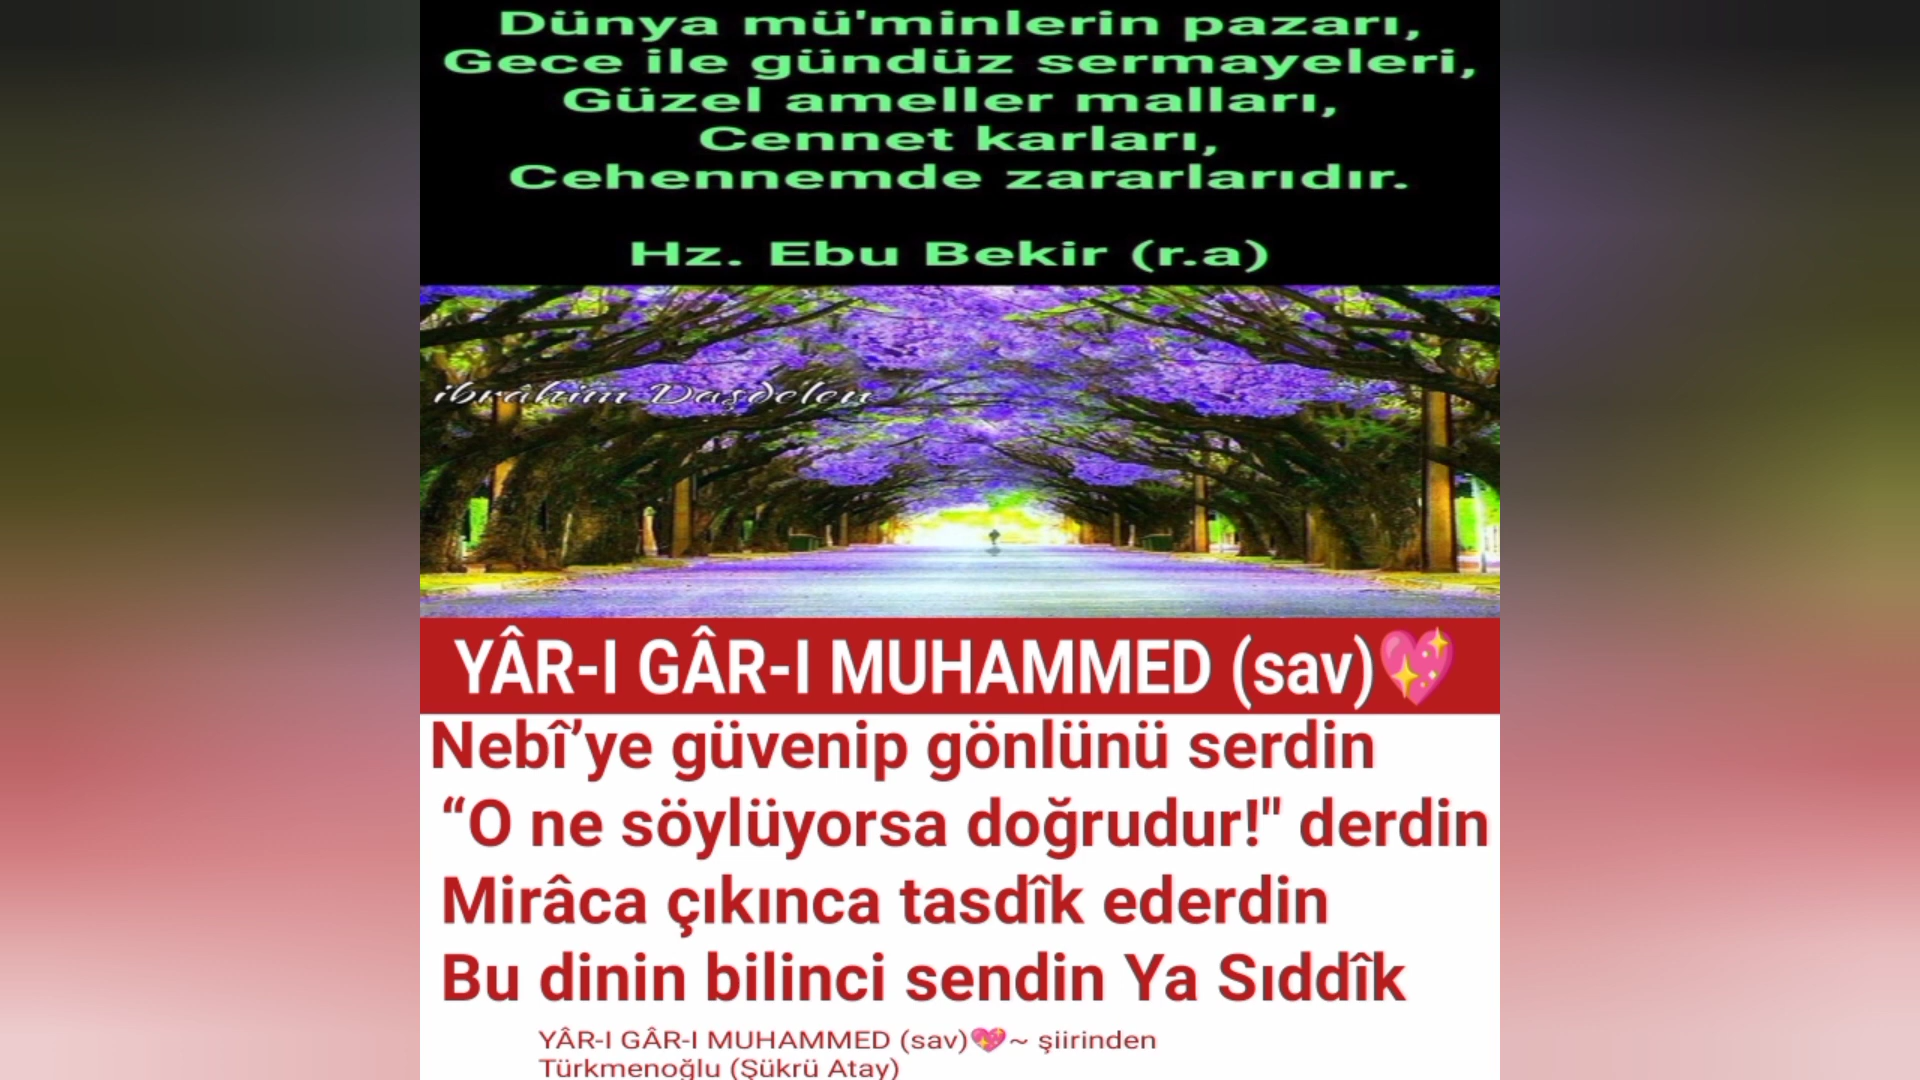 Dünya mü'minlerin pazarı,
Gece ile gündüz sermayeleri,
Güzel ameller malları,
Cennet karları,
Cehennemde zararlarıdır.
Hz. Ebu Bekir (r.a)
ibrâhim Daşdelen
YÂR-I GÂR-I MUHAMMED (sav)💖
Nebî’ye güvenip gönlünü serdin
“O ne söylüyorsa doğrudur!" derdin
Mirâca çıkınca tasdîk ederdin
Bu dinin bilinci sendin Ya Sıddîk
YÂR-I GÂR-I MUHAMMED (sav)💖~ şiirinden
Türkmenoğlu (Şükrü Atay)